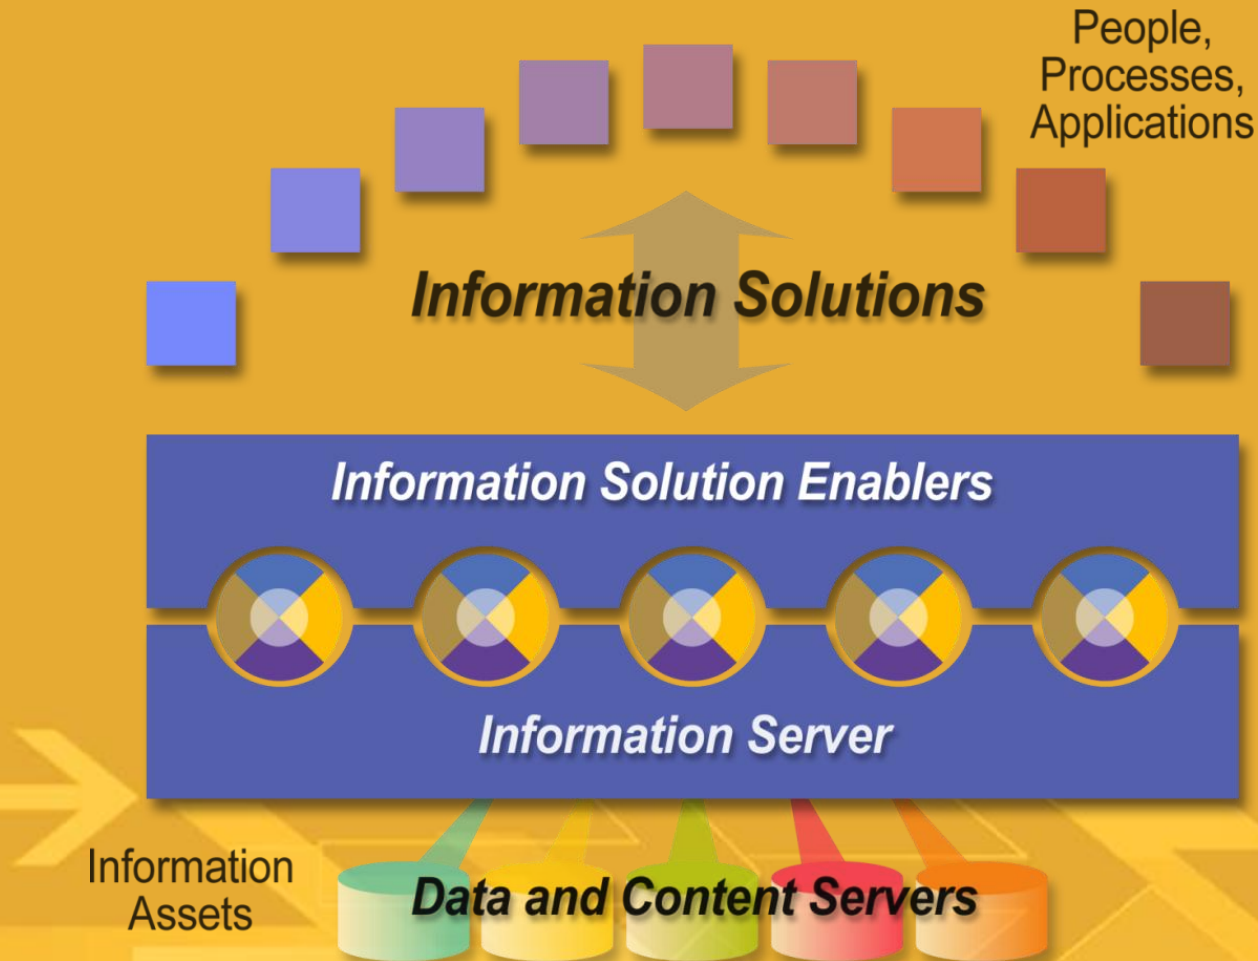 People,
Processes,
Applications
Information Solutions
Information Solution Enablers
Information Server
Information
Assets
Data and Content Servers